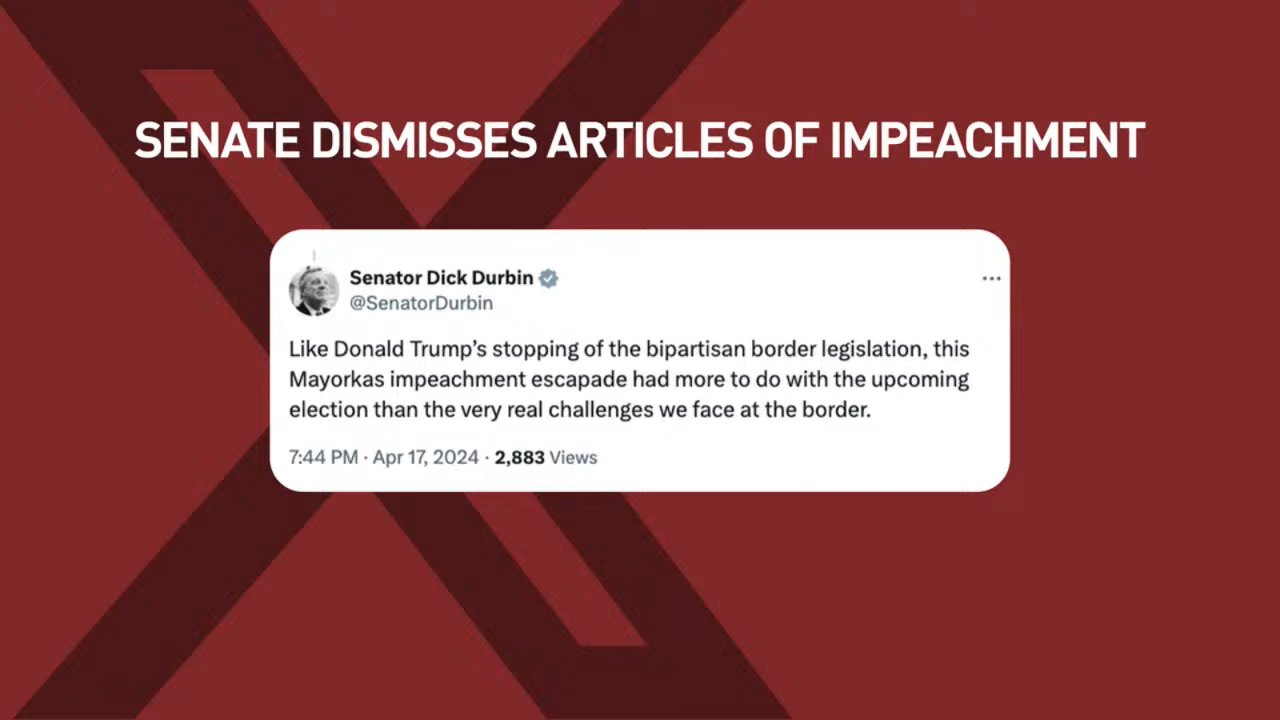 SENATE DISMISSES ARTICLES OF IMPEACHMENT
Senator Dick Durbin
@SenatorDurbin
Like Donald Trump’s stopping of the bipartisan border legislation, this
Mayorkas impeachment escapade had more to do with the upcoming
election than the very real challenges we face at the border.
7:44 PM · Apr 17, 2024 · 2,883 Views